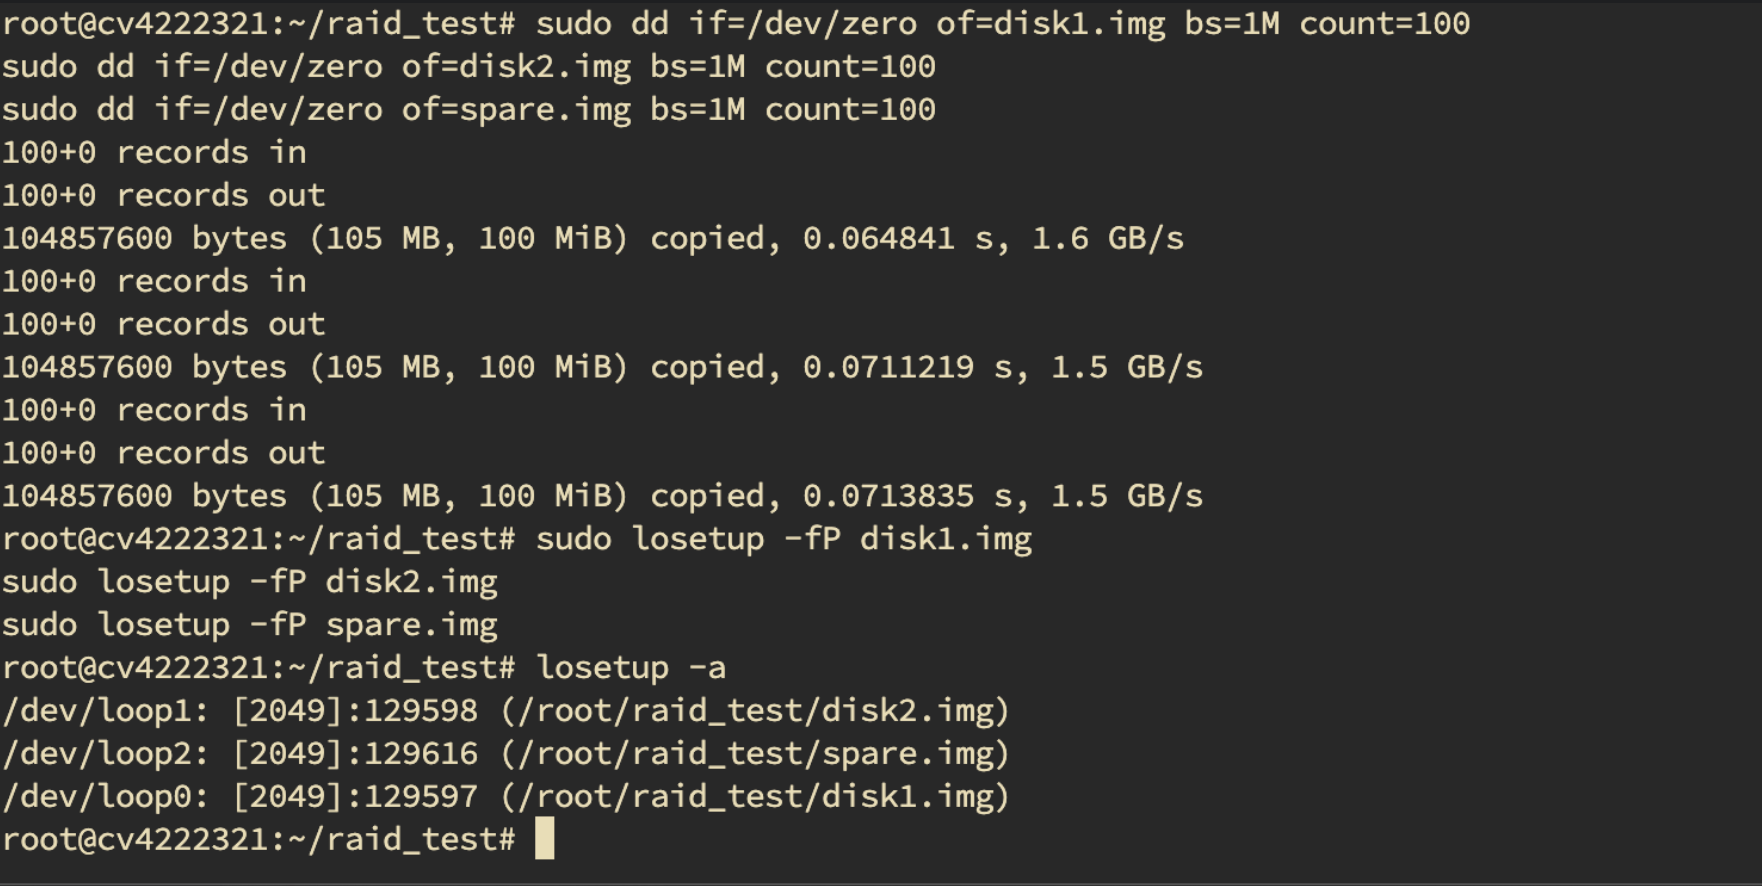 root@cv4222321:~/raid_test# sudo dd if=/dev/zero of=disk1.img bs=1M count=100
sudo dd if=/dev/zero of=disk2.img bs=1M count=100
sudo dd if=/dev/zero of=spare.img bs=1M count=100
100+0 records in
100+0 records out
104857600 bytes (105 MB, 100 MiB) copied, 0.064841 s, 1.6 GB/s
100+0 records in
100+0 records out
104857600 bytes (105 MB, 100 MiB) copied, 0.0711219 s, 1.5 GB/s
100+0 records in
100+0 records out
104857600 bytes (105 MB, 100 MiB) copied, 0.0713835 s, 1.5 GB/s
root@cv4222321:~/raid_test# sudo losetup -fP disk1.img
sudo losetup -fP disk2.img
sudo losetup -fP spare.img
root@cv4222321:~/raid_test# losetup -a
/dev/loop1: [2049]:129598 (/root/raid_test/disk2.img)
/dev/loop2: [2049]:129616 (/root/raid_test/spare.img)
/dev/loop0: [2049]:129597 (/root/raid_test/disk1.img)
root@cv4222321:~/raid_test#